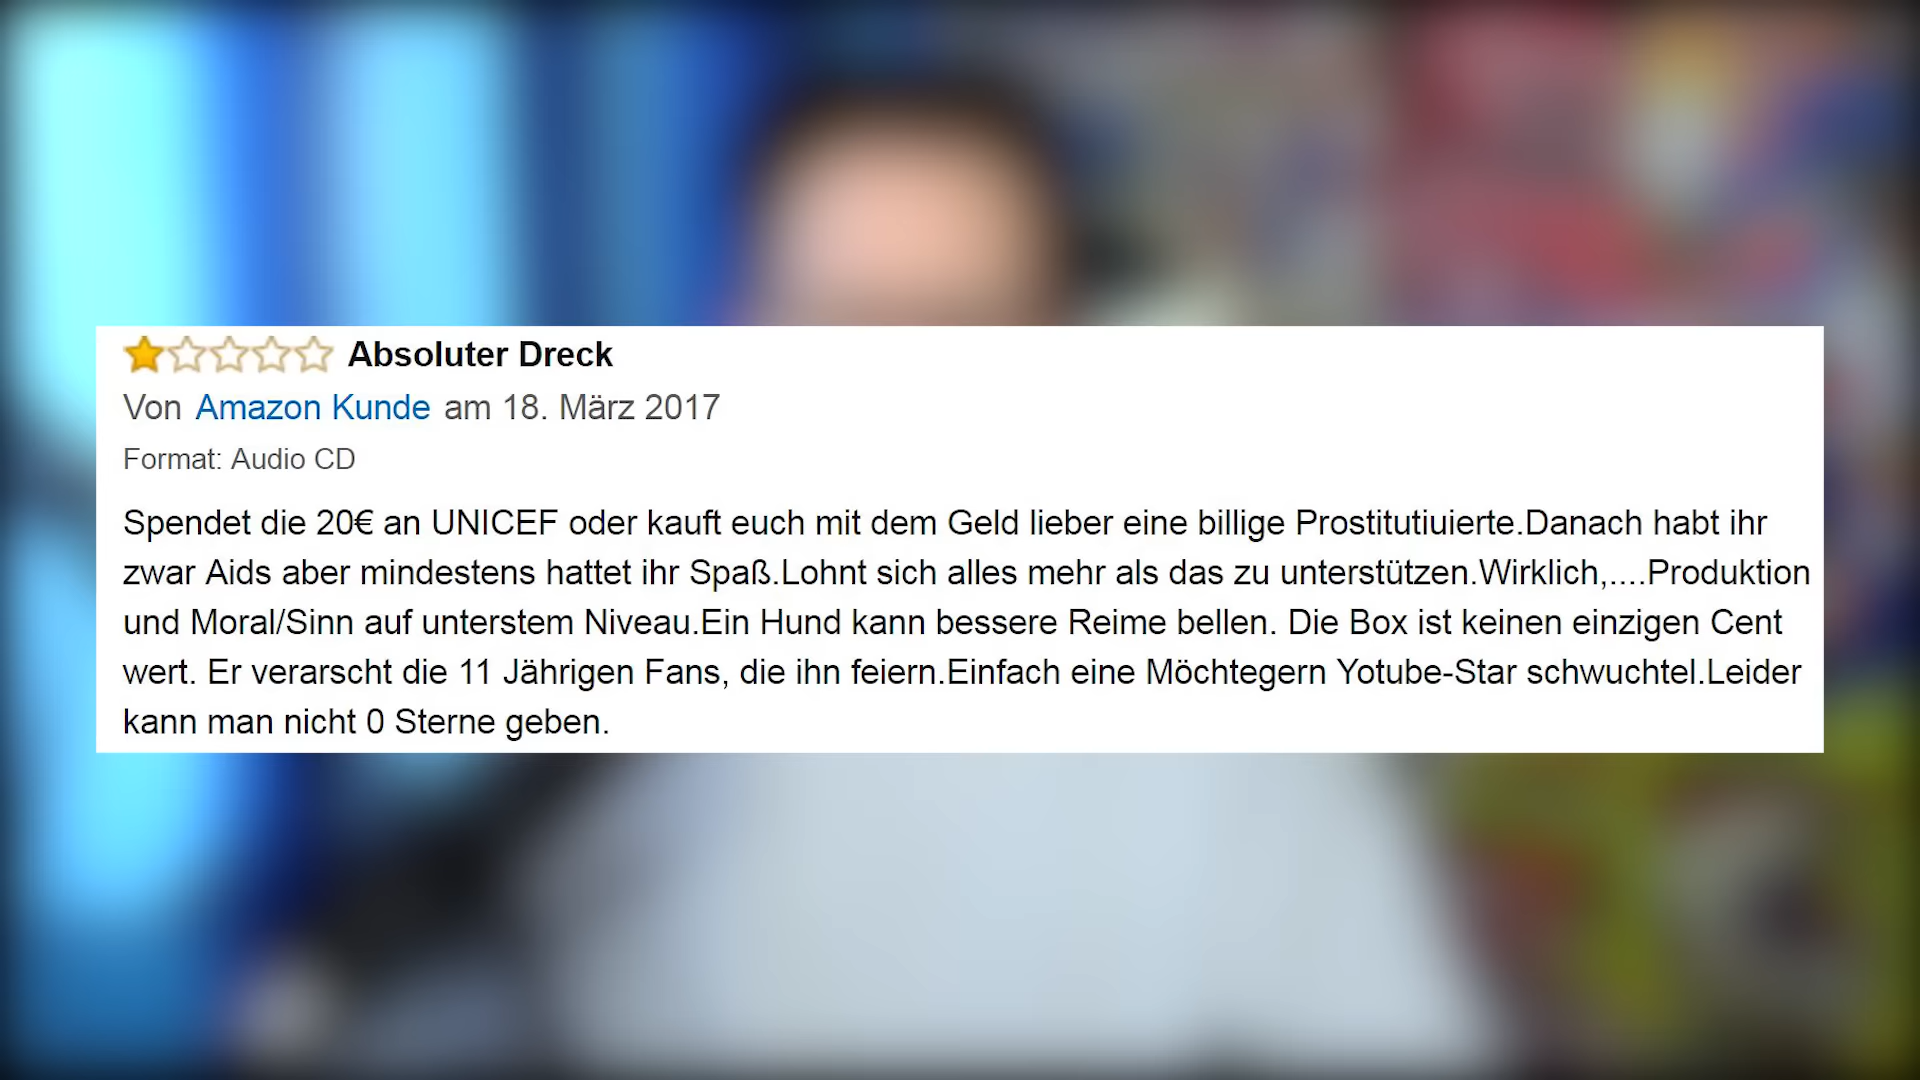 Absoluter Dreck
Von Amazon Kunde am 18. März 2017
Format: Audio CD
Spendet die 20€ an UNICEF oder kauft euch mit dem Geld lieber eine billige Prostitutiuierte.Danach habt ihr
zwar Aids aber mindestens hattet ihr Spaß.Lohnt sich alles mehr als das zu unterstützen.Wirklich,....Produktion
und Moral/Sinn auf unterstem Niveau.Ein Hund kann bessere Reime bellen. Die Box ist keinen einzigen Cent
wert. Er verarscht die 11 Jährigen Fans, die ihn feiern.Einfach eine Möchtegern Yotube-Star schwuchtel.Leider
kann man nicht 0 Sterne geben.